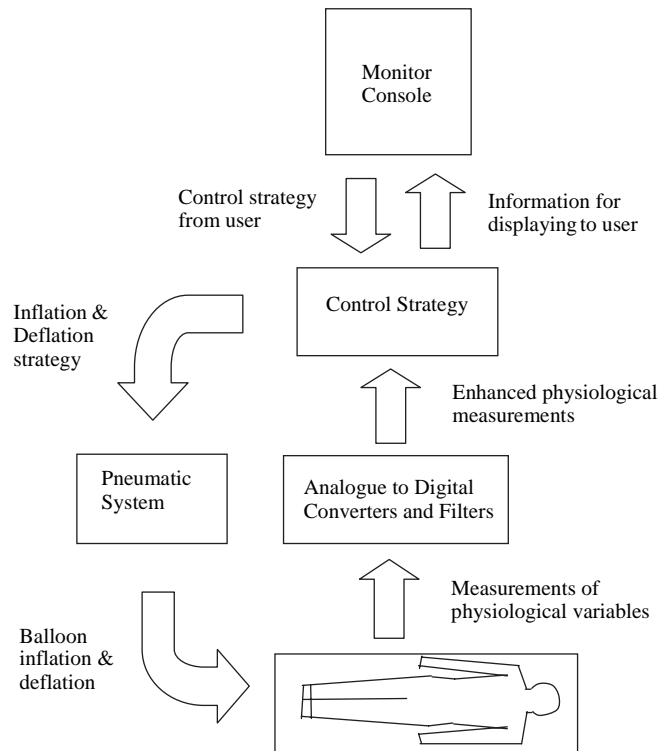 Monitor
Console
Control strategy
from user
Information for
displaying to user
Control Strategy
Inflation &
Deflation
strategy
Enhanced physiological
measurements
Pneumatic
System
Analogue to Digital
Converters and Filters
Measurements of
physiological variables
Balloon
inflation &
deflation